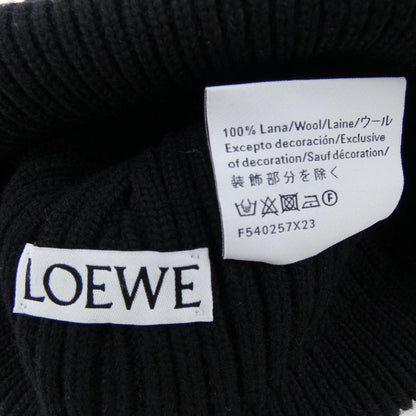 100% Lana/Wool/Laine/ウール
Excepto decoración/Exclusive
of decoration/Sauf décoration/
装飾部分を除く
F
F540257X23
LOEWE